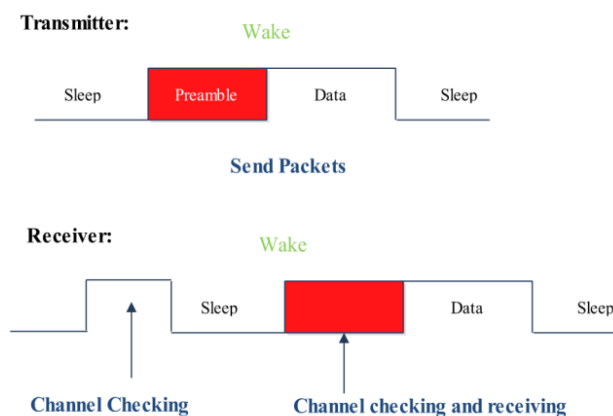 Transmitter:
Wake
Sleep Preamble Data Sleep
Send Packets
Receiver:
Wake
Sleep Data Sleep
Channel Checking Channel checking and receiving